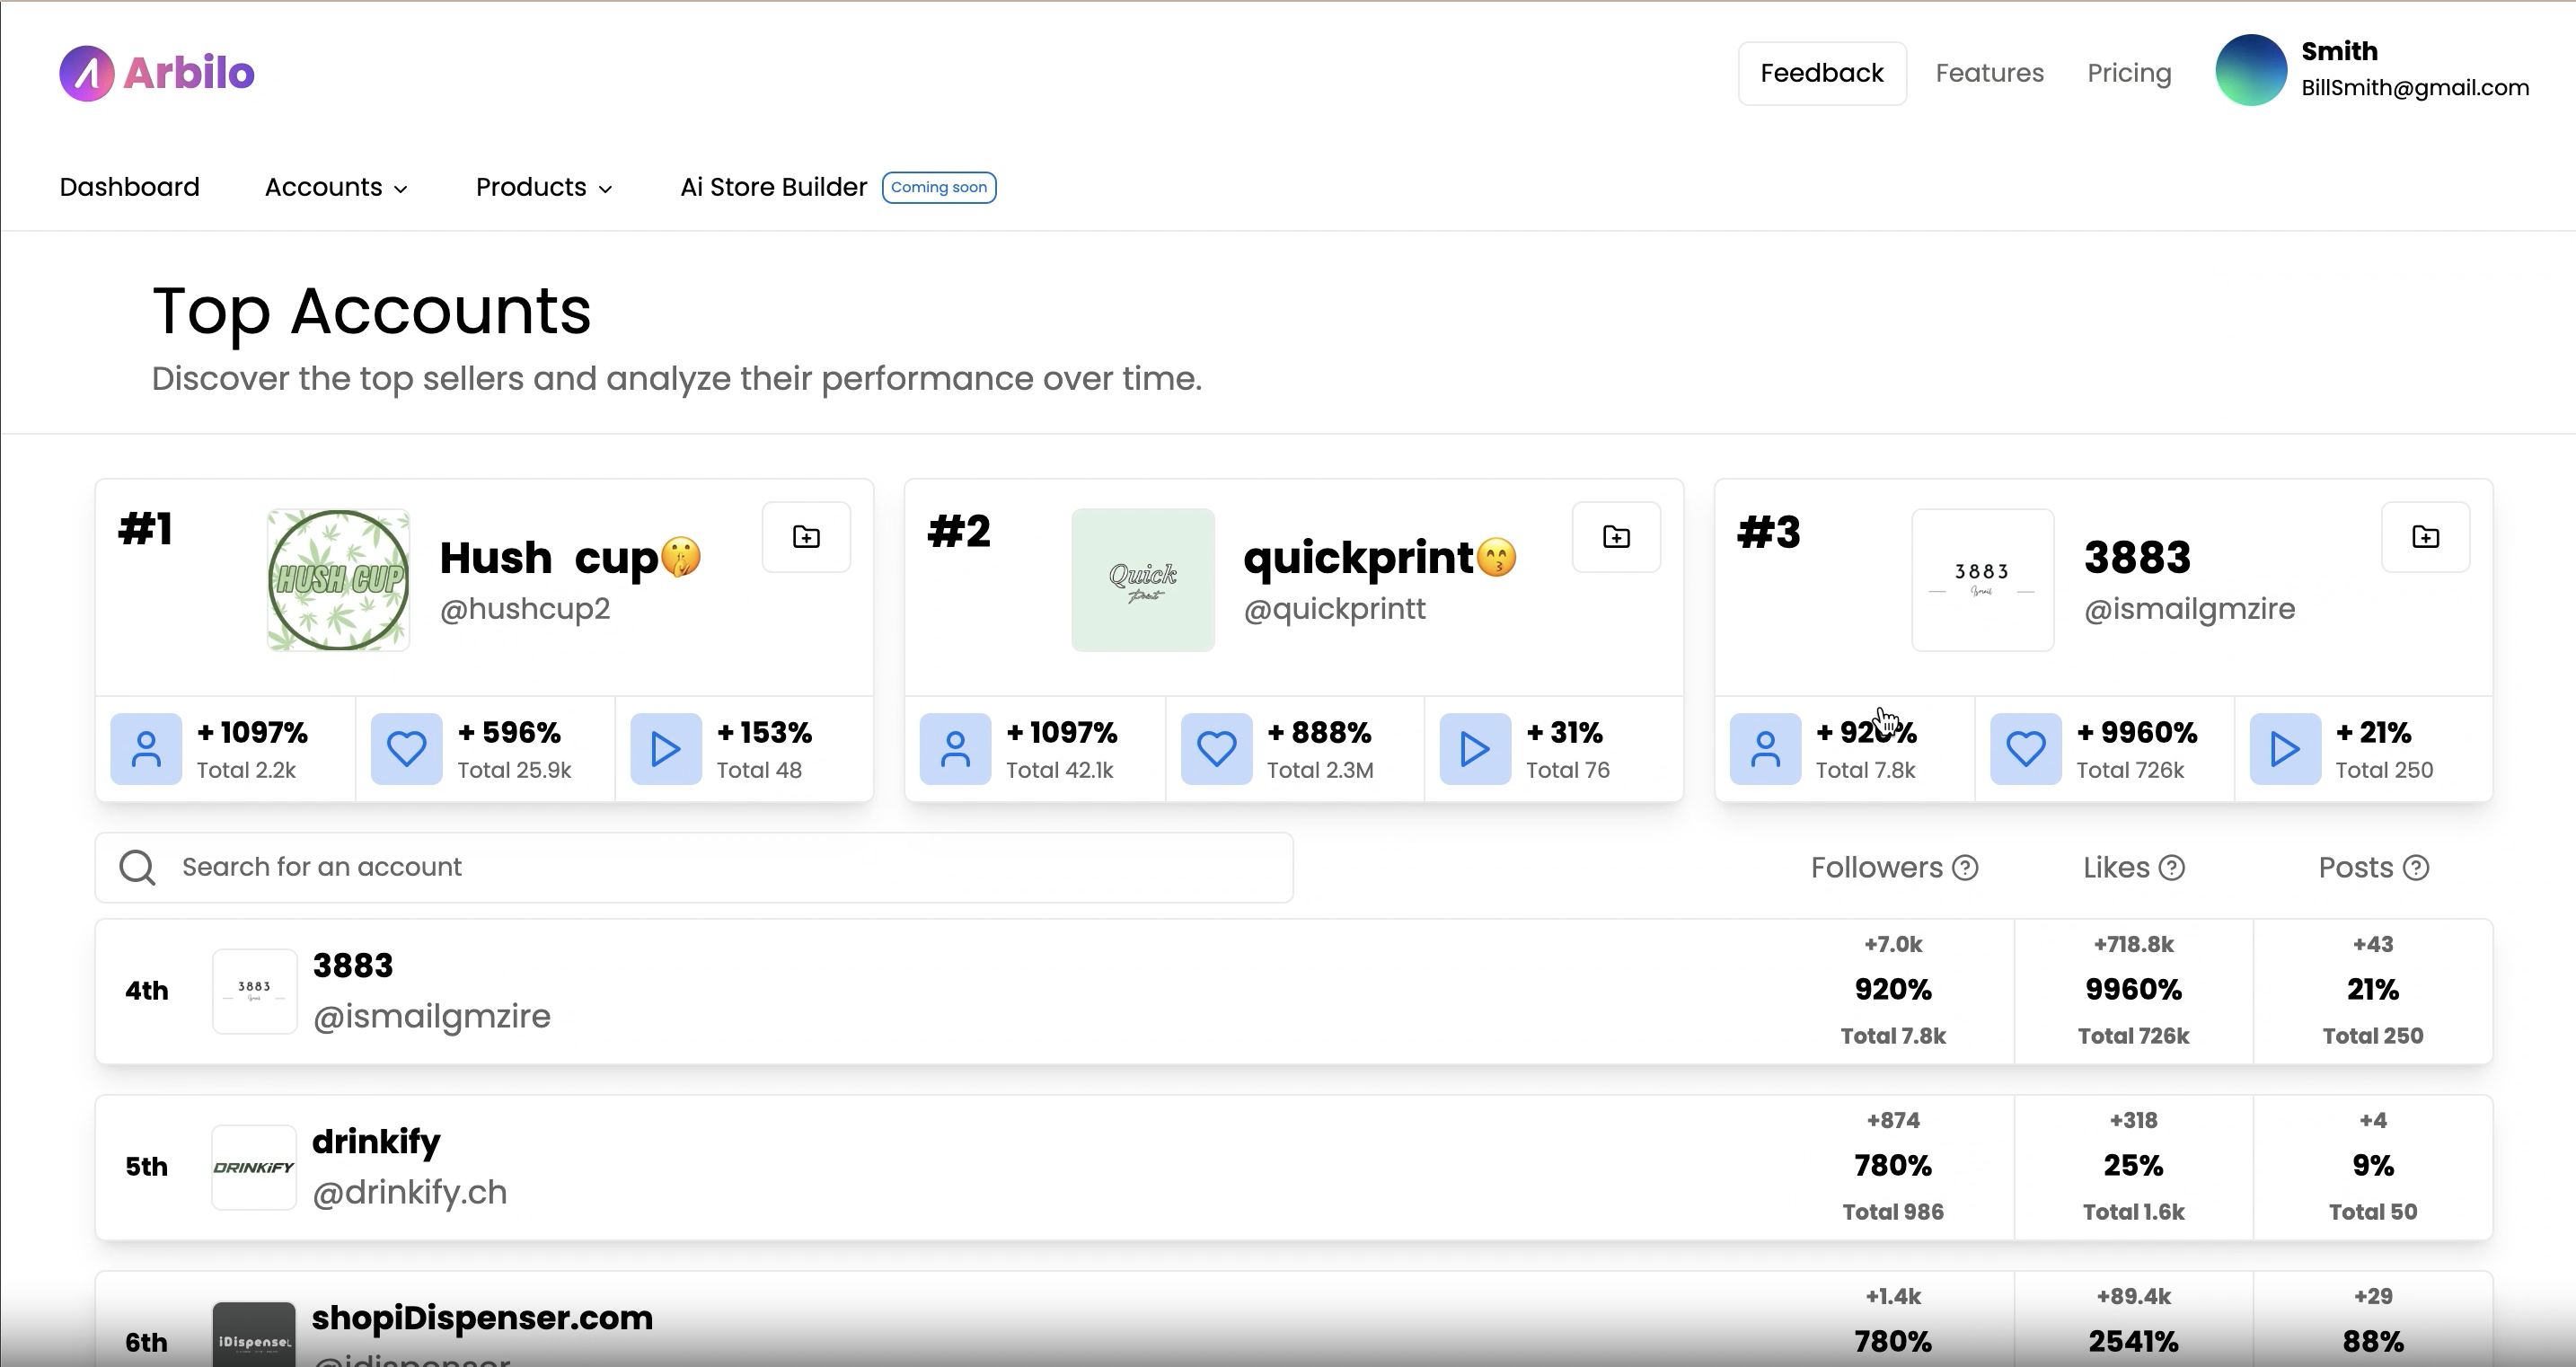 Arbilo
Feedback
Features
Pricing
Smith
BillSmith@gmail.com
Dashboard
Accounts
Products
Ai Store Builder
Coming soon
Top Accounts
Discover the top sellers and analyze their performance over time.
#1
HUSH CUP
Hush cup🤫
@hushcup2
+ 1097%
Total 2.2k
+ 596%
Total 25.9k
+ 153%
Total 48
#2
Quick
Print
quickprint😙
@quickprintt
+ 1097%
Total 42.1k
+ 888%
Total 2.3M
+ 31%
Total 76
#3
3883
Ismail
3883
@ismailgmzire
+ 920%
Total 7.8k
+ 9960%
Total 726k
+ 21%
Total 250
Search for an account
Followers
Likes
Posts
4th
3883
3883
@ismailgmzire
+7.0k
920%
Total 7.8k
+718.8k
9960%
Total 726k
+43
21%
Total 250
5th
DRINKiFY
drinkify
@drinkify.ch
+874
780%
Total 986
+318
25%
Total 1.6k
+4
9%
Total 50
6th
iDispenser
shopiDispenser.com
@idispenser
+1.4k
780%
+89.4k
2541%
+29
88%